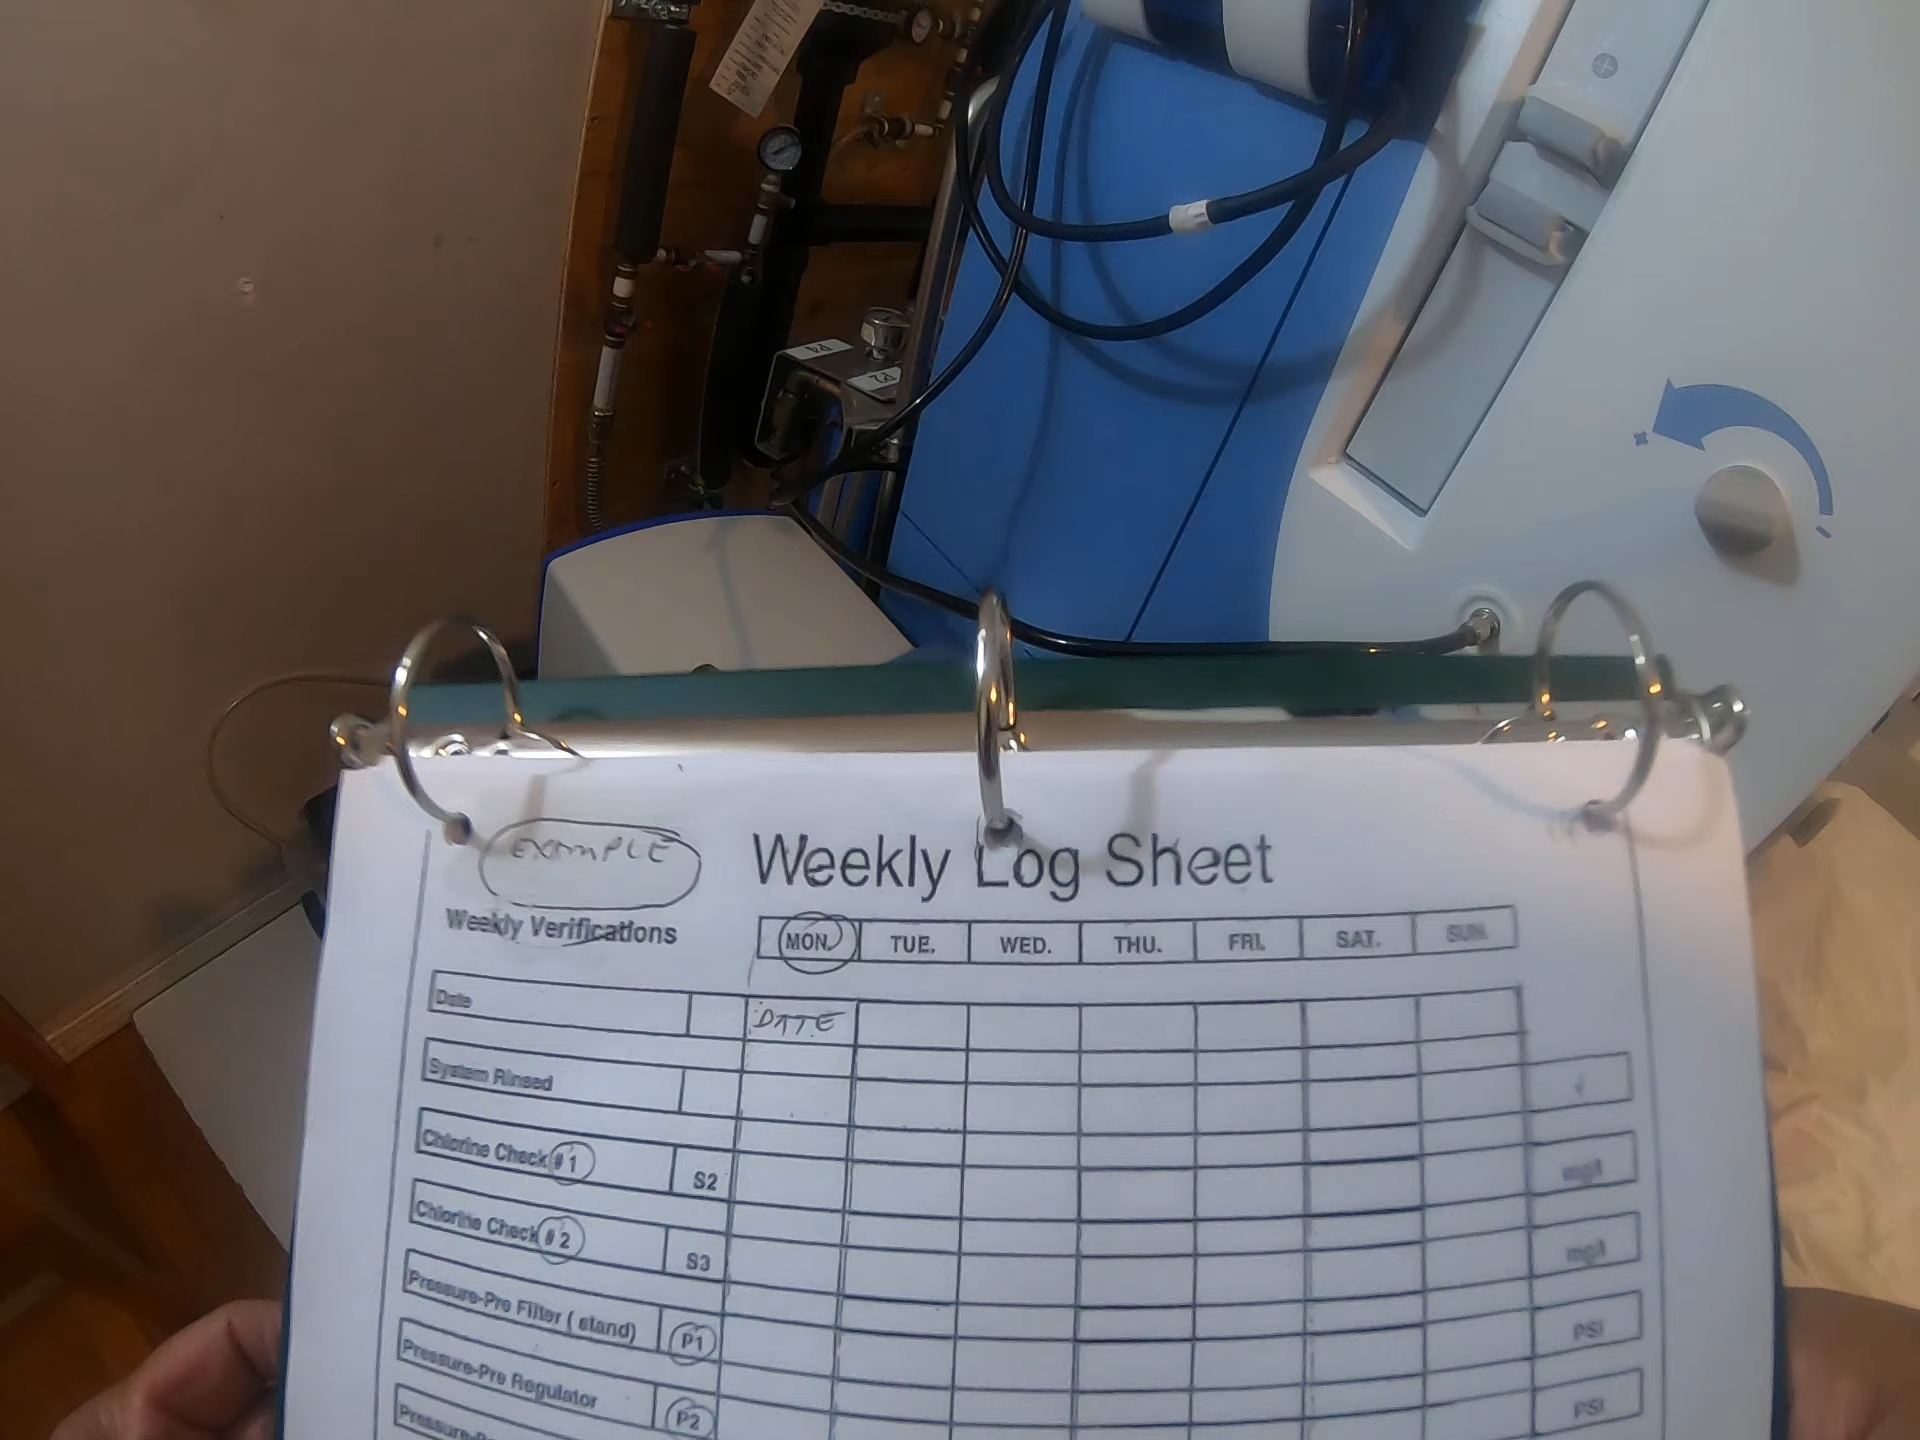 P4
P2
EXAMPLE
Weekly Log Sheet
Weekly Verifications
MON. TUE. WED. THU. FRI. SAT. SUN.
Date DATE
System Rinsed √
Chlorine Check #1 S2 mg/l
Chlorine Check #2 S3 mg/l
Pressure-Pre Filter ( stand) P1 PSI
Pressure-Pre Regulator P2 PSI